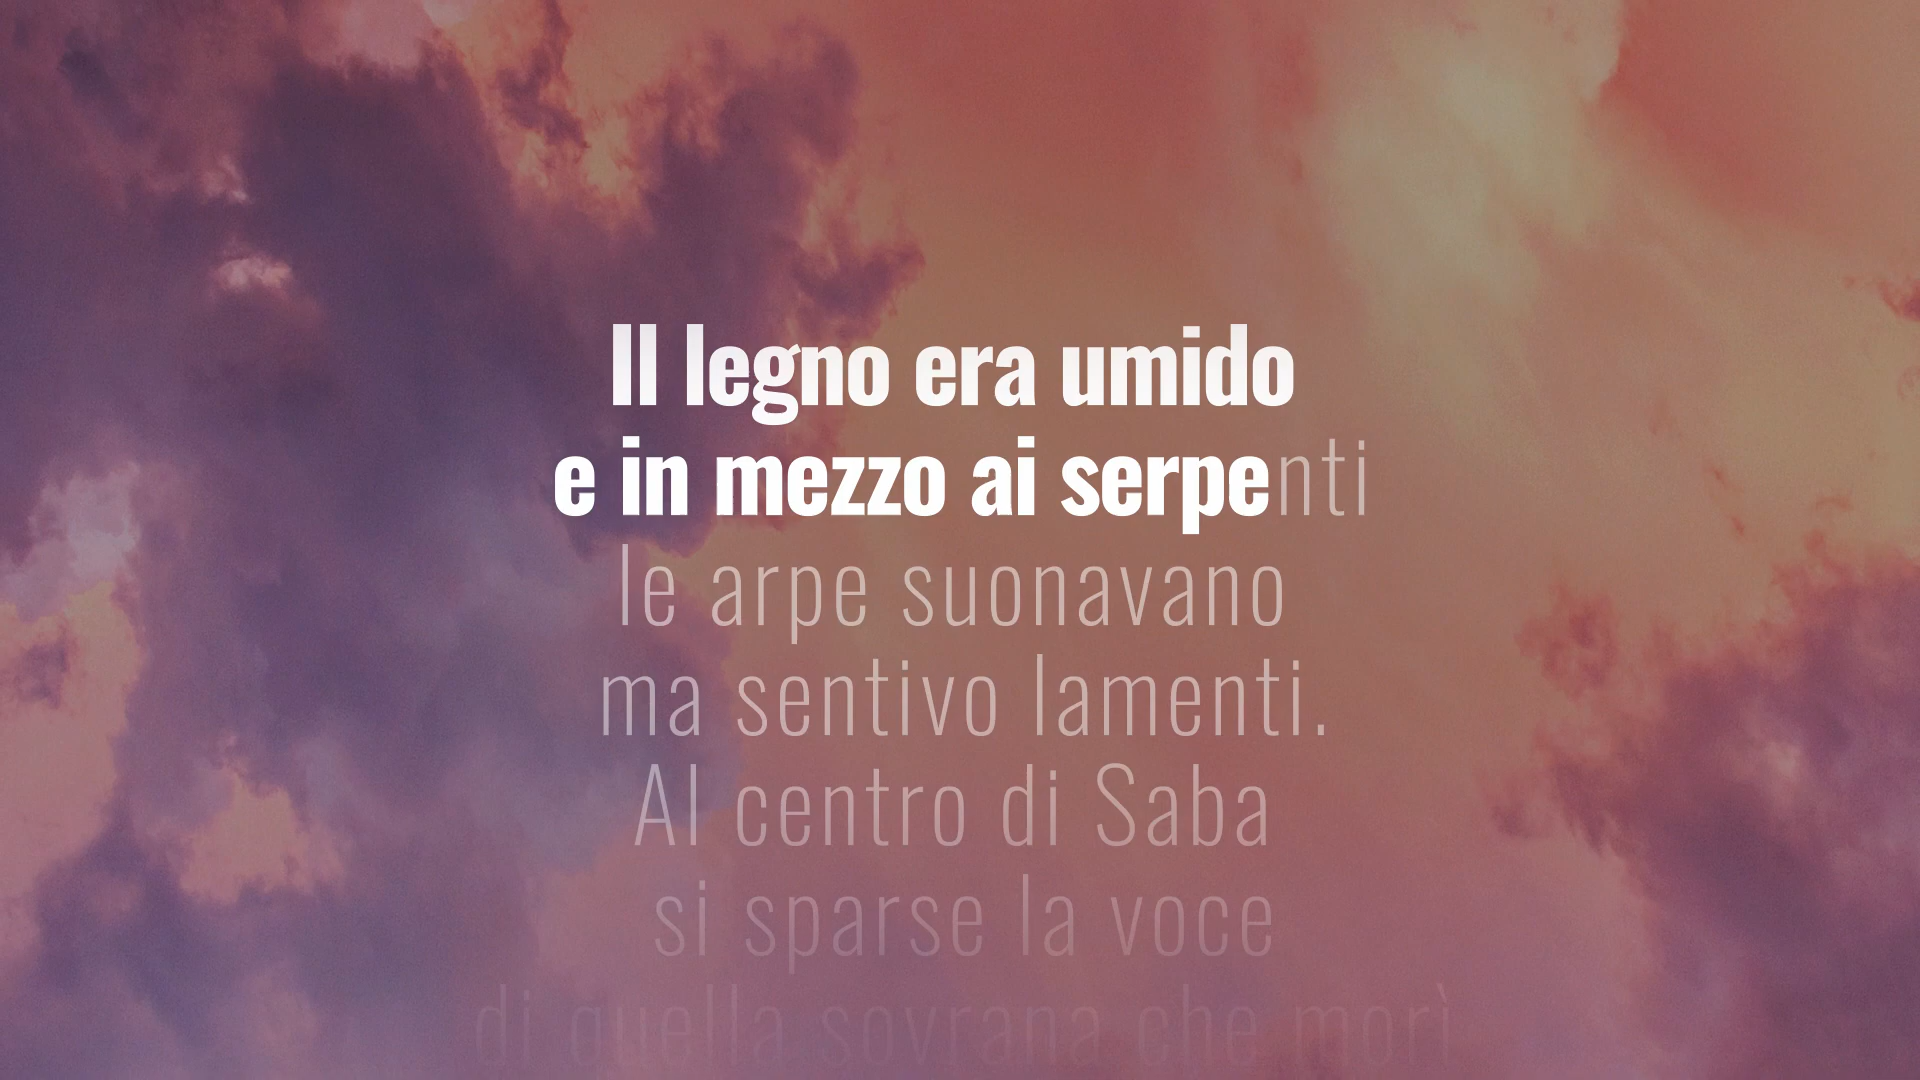 Il legno era umido
e in mezzo ai serpenti
le arpe suonavano
ma sentivo lamenti.
Al centro di Saba
si sparse la voce
di quella sovrana che morì